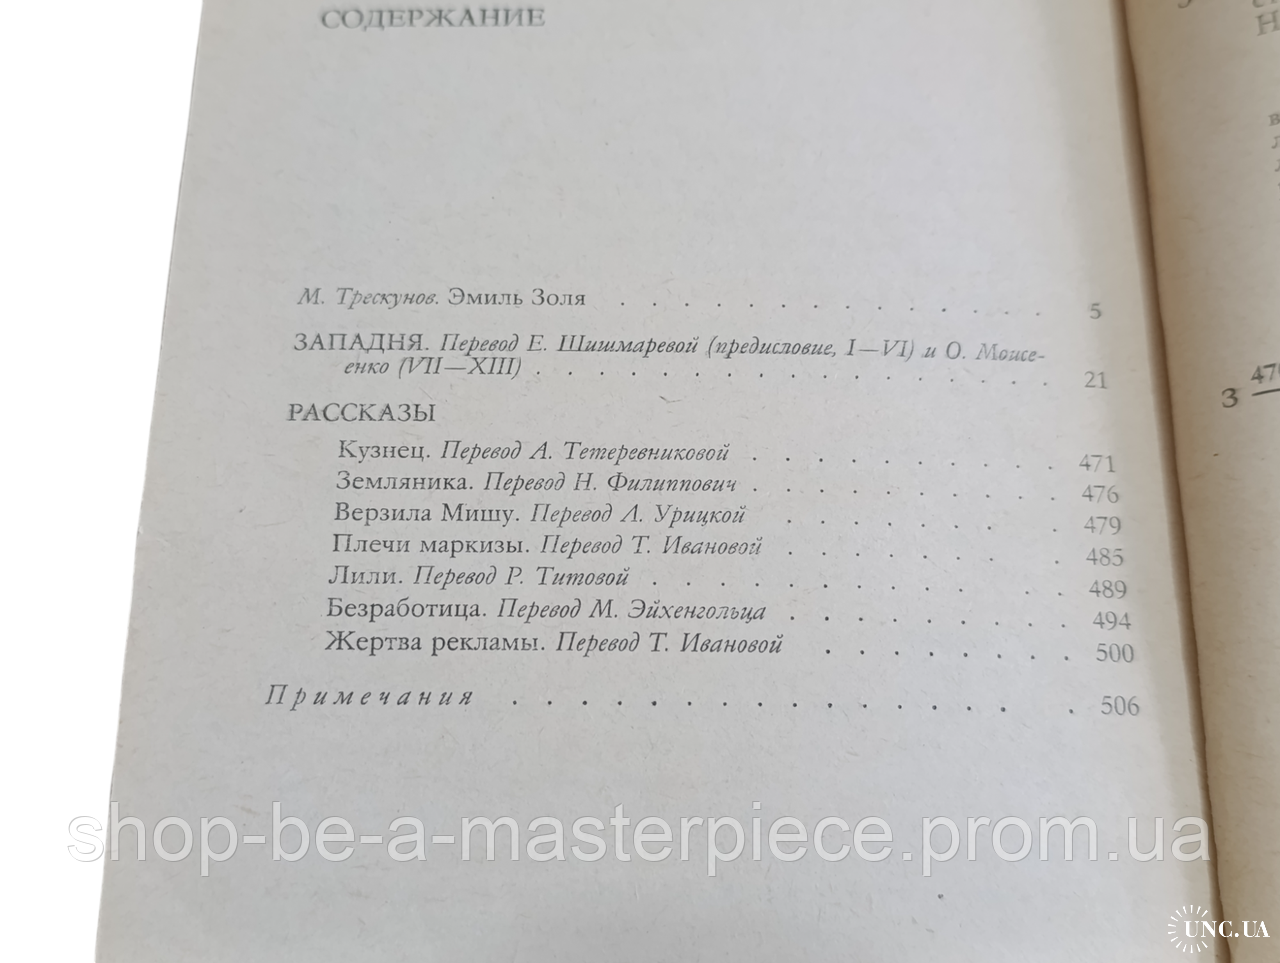 СОДЕРЖАНИЕ
М. Трескунов. Эмиль Золя . . . . . . . . . . . . 5
ЗАПАДНЯ. Перевод Е. Шишмаревой (предисловие, I—VI) и О. Моисе-
енко (VII—XIII) . . . . . . . . . . . . . . 21
РАССКАЗЫ
Кузнец. Перевод А. Тетеревниковой . . . . . . . . . . 471
Земляника. Перевод Н. Филиппович . . . . . . . . . . 476
Верзила Мишу. Перевод А. Урицкой . . . . . . . . 479
Плечи маркизы. Перевод Т. Ивановой . . . . . . . . 485
Лили. Перевод Р. Титовой . . . . . . . . . . . 489
Безработица. Перевод М. Эйхенгольца . . . . . . . . . 494
Жертва рекламы. Перевод Т. Ивановой . . . . . . . . 500
Примечания . . . . . . . . . . . . . 506
3 479
shop-be-a-masterpiece.prom.ua
UNC.UA